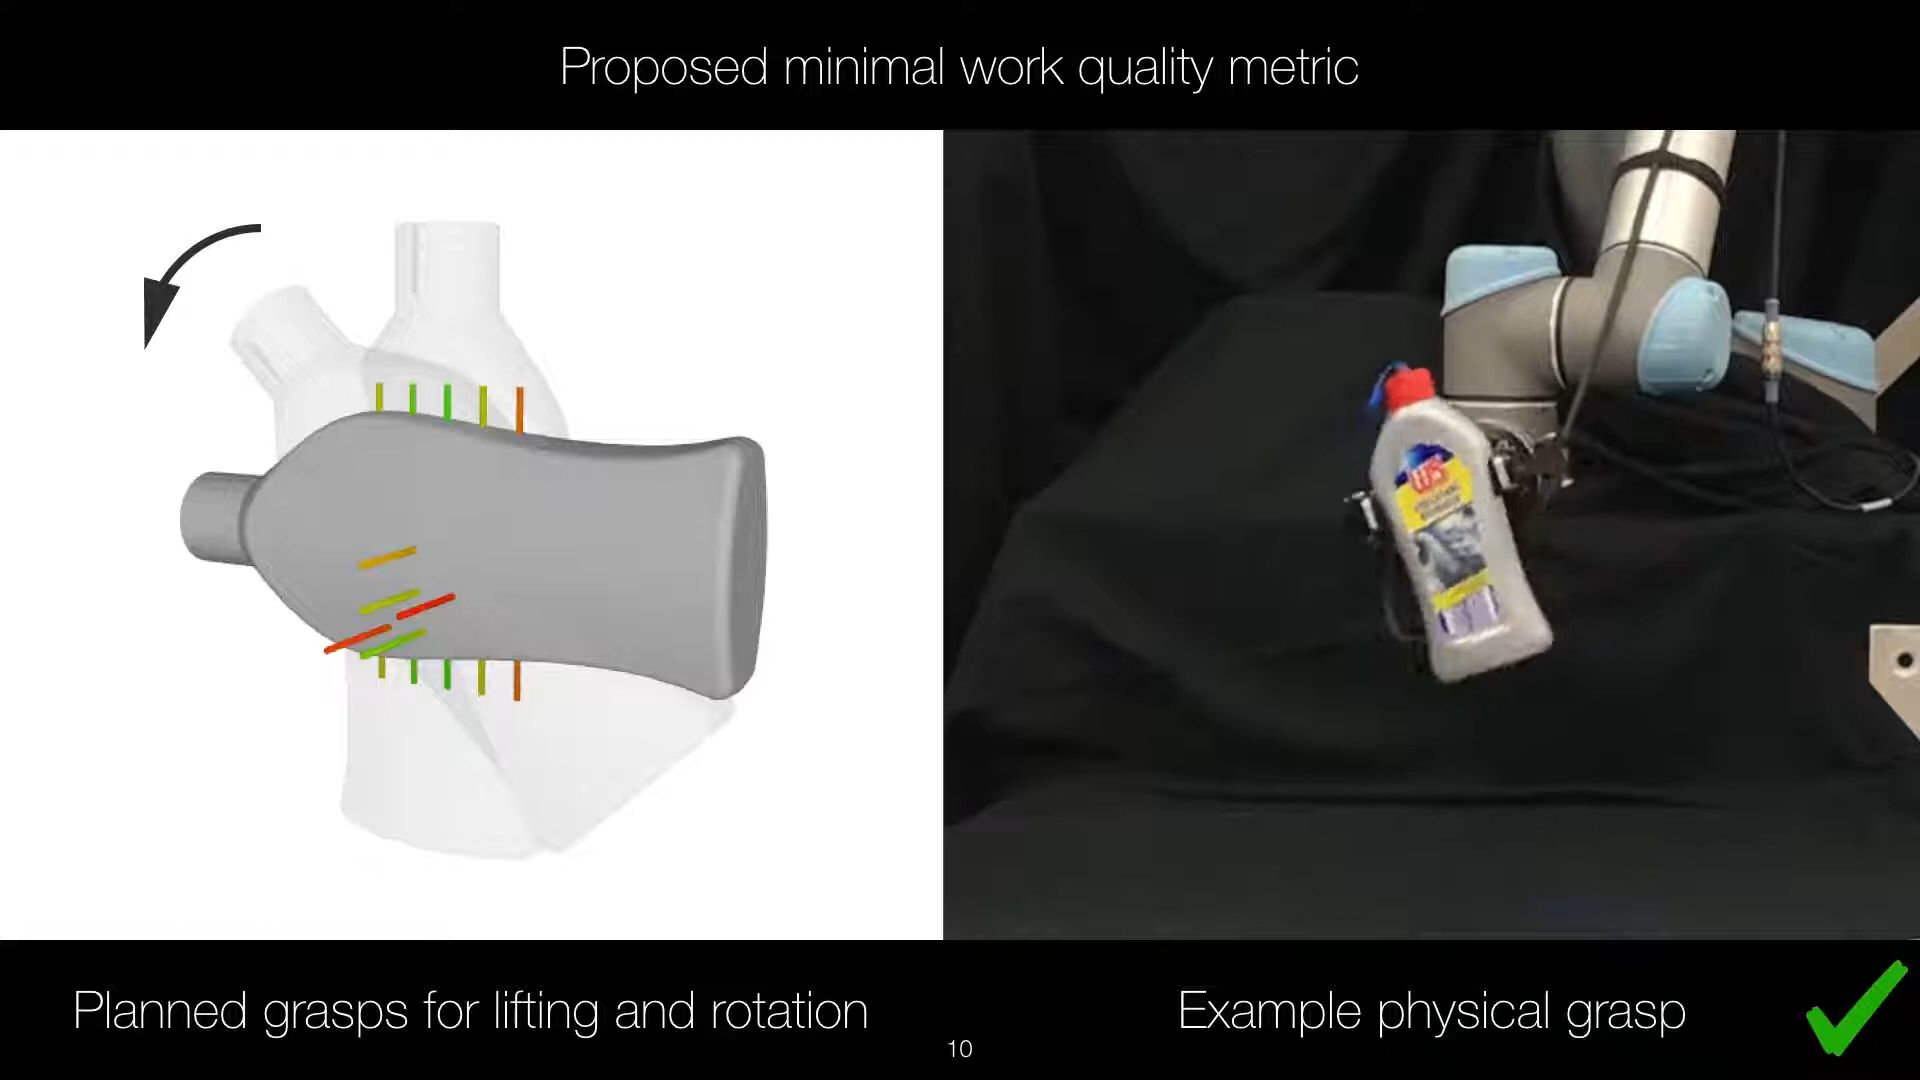 Proposed minimal work quality metric
Planned grasps for lifting and rotation
Example physical grasp
10